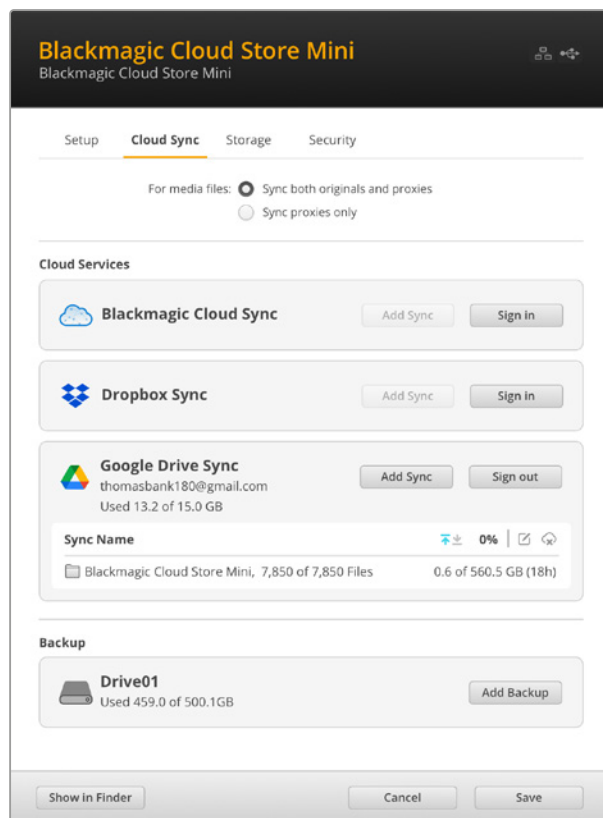 Blackmagic Cloud Store Mini
Blackmagic Cloud Store Mini
Setup Cloud Sync Storage Security
For media files: Sync both originals and proxies
Sync proxies only
Cloud Services
Blackmagic Cloud Sync Add Sync Sign in
Dropbox Sync Add Sync Sign in
Google Drive Sync
thomasbank180@gmail.com
Add Sync Sign out
Used 13.2 of 15.0 GB
Sync Name 0%
Blackmagic Cloud Store Mini, 7,850 of 7,850 Files 0.6 of 560.5 GB (18h)
Backup
Drive01
Used 459.0 of 500.1GB
Add Backup
Show in Finder Cancel Save